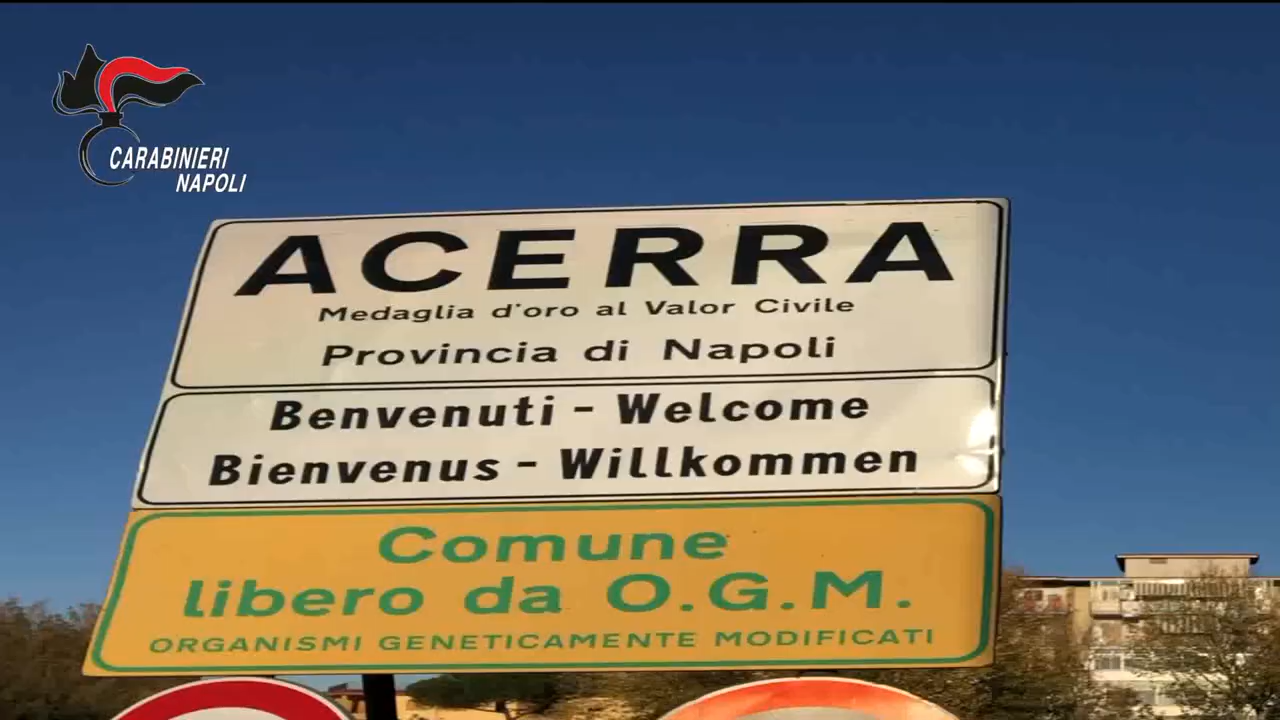 CARABINIERI
NAPOLI
ACERRA
Medaglia d'oro al Valor Civile
Provincia di Napoli
Benvenuti - Welcome
Bienvenus - Willkommen
Comune
libero da O.G.M.
ORGANISMI GENETICAMENTE MODIFICATI